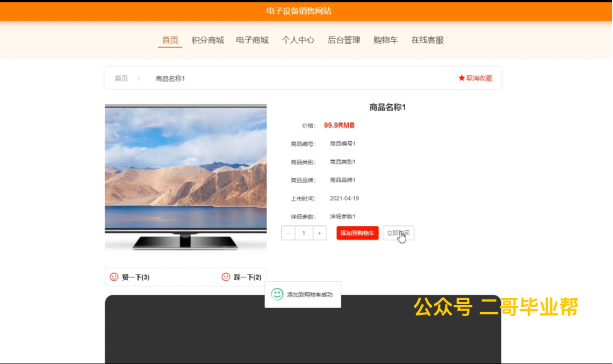 电子设备销售网站
首页 积分商城 电子商城 个人中心 后台管理 购物车 在线客服
首页 / 商品名称1 ★取消收藏
商品名称1
价格： 99.9RMB
商品编号： 商品编号1
商品类别： 商品类别1
商品品牌： 商品品牌1
上市时间： 2021-04-19
详细参数： 详细参数1
- 1 + 添加到购物车 立即购买
赞一下(3) 踩一下(2)
添加到购物车成功
公众号 二哥毕业帮